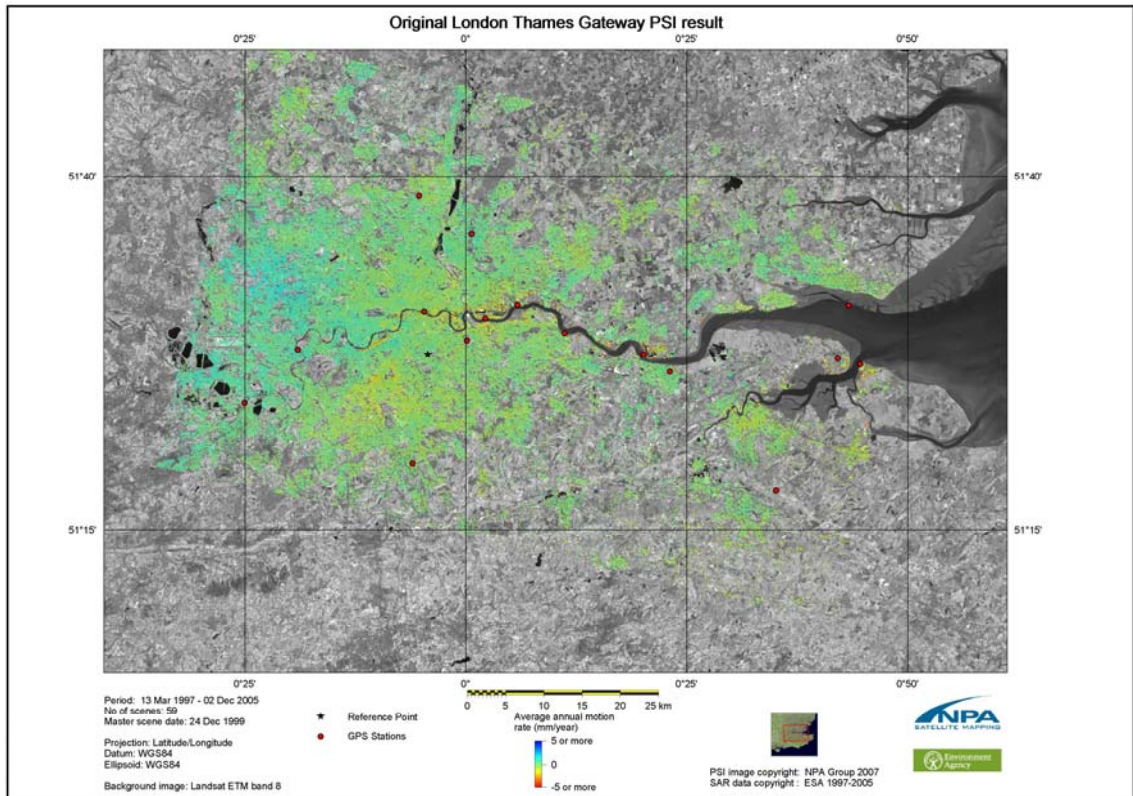 Original London Thames Gateway PSI result
0°25' 0° 0°25' 0°50'
51°40' 51°40'
51°15' 51°15'
0°25' 0° 0°25' 0°50'
Period: 13 Mar 1997 - 02 Dec 2005
No of scenes: 59
Master scene date: 24 Dec 1999
Projection: Latitude/Longitude
Datum: WGS84
Ellipsoid: WGS84
Background image: Landsat ETM band 8
Reference Point
GPS Stations
0 5 10 15 20 25 km
Average annual motion
rate (mm/year)
5 or more
0
-5 or more
PSI image copyright: NPA Group 2007
SAR data copyright : ESA 1997-2005
NPA
SATELLITE MAPPING
Environment
Agency